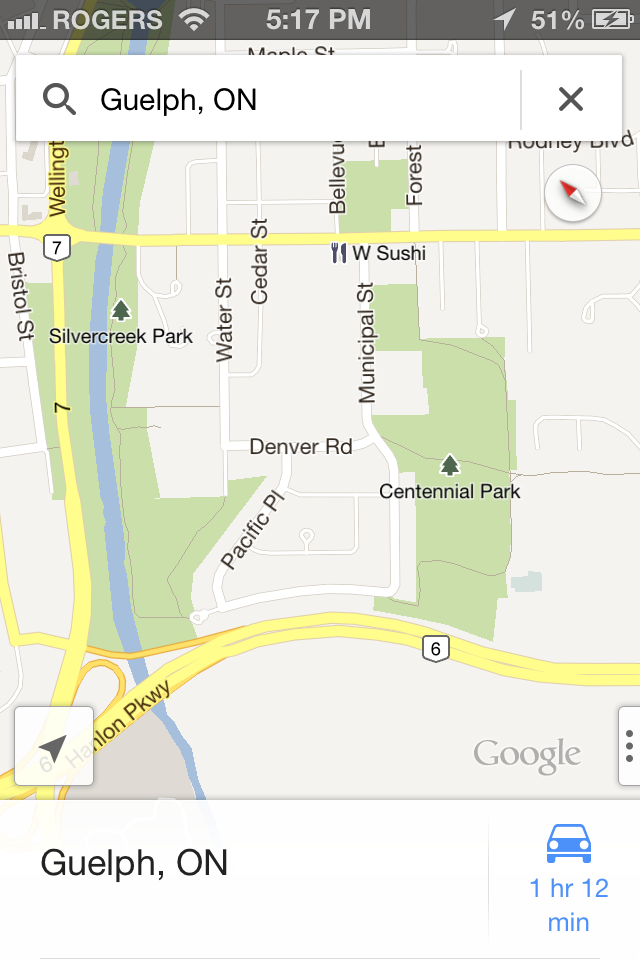 ROGERS 5:17 PM 51%
Maple St
Guelph, ON
Rodney Blvd
Wellingt
Bellevu
E
Forest
7
W Sushi
Bristol St
Cedar St
Water St
Municipal St
Silvercreek Park
7
Denver Rd
Centennial Park
Pacific Pl
6
Hanlon Pkwy
6
Google
Guelph, ON
1 hr 12
min